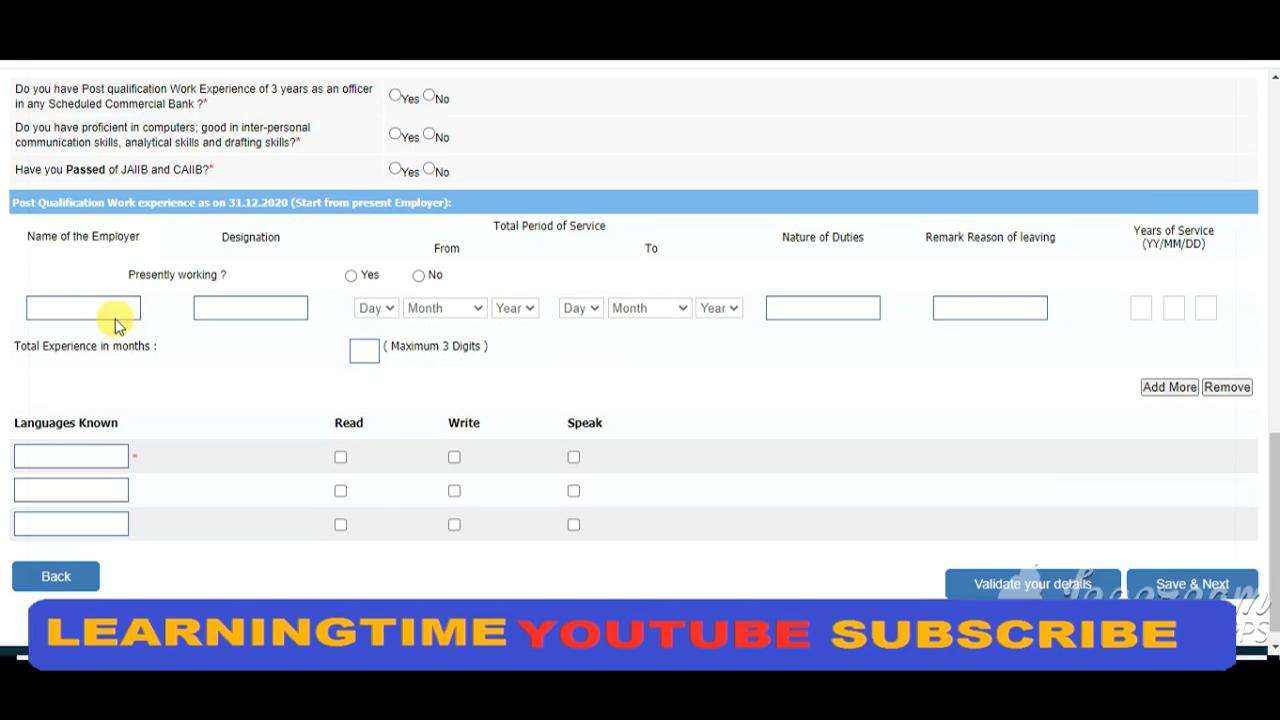 Do you have Post qualification Work Experience of 3 years as an officer
in any Scheduled Commercial Bank ?*
Yes No
Do you have proficient in computers; good in inter-personal
communication skills, analytical skills and drafting skills?*
Yes No
Have you Passed of JAIIB and CAIIB?*
Yes No
Post Qualification Work experience as on 31.12.2020 (Start from present Employer):
Name of the Employer
Designation
Total Period of Service
From
To
Nature of Duties
Remark Reason of leaving
Years of Service
(YY/MM/DD)
Presently working ?
Yes
No
Day Month Year Day Month Year
Total Experience in months :
( Maximum 3 Digits )
Add More Remove
Languages Known Read Write Speak
*
Back
Validate your details
Save & Next
LEARNINGTIME YOUTUBE SUBSCRIBE